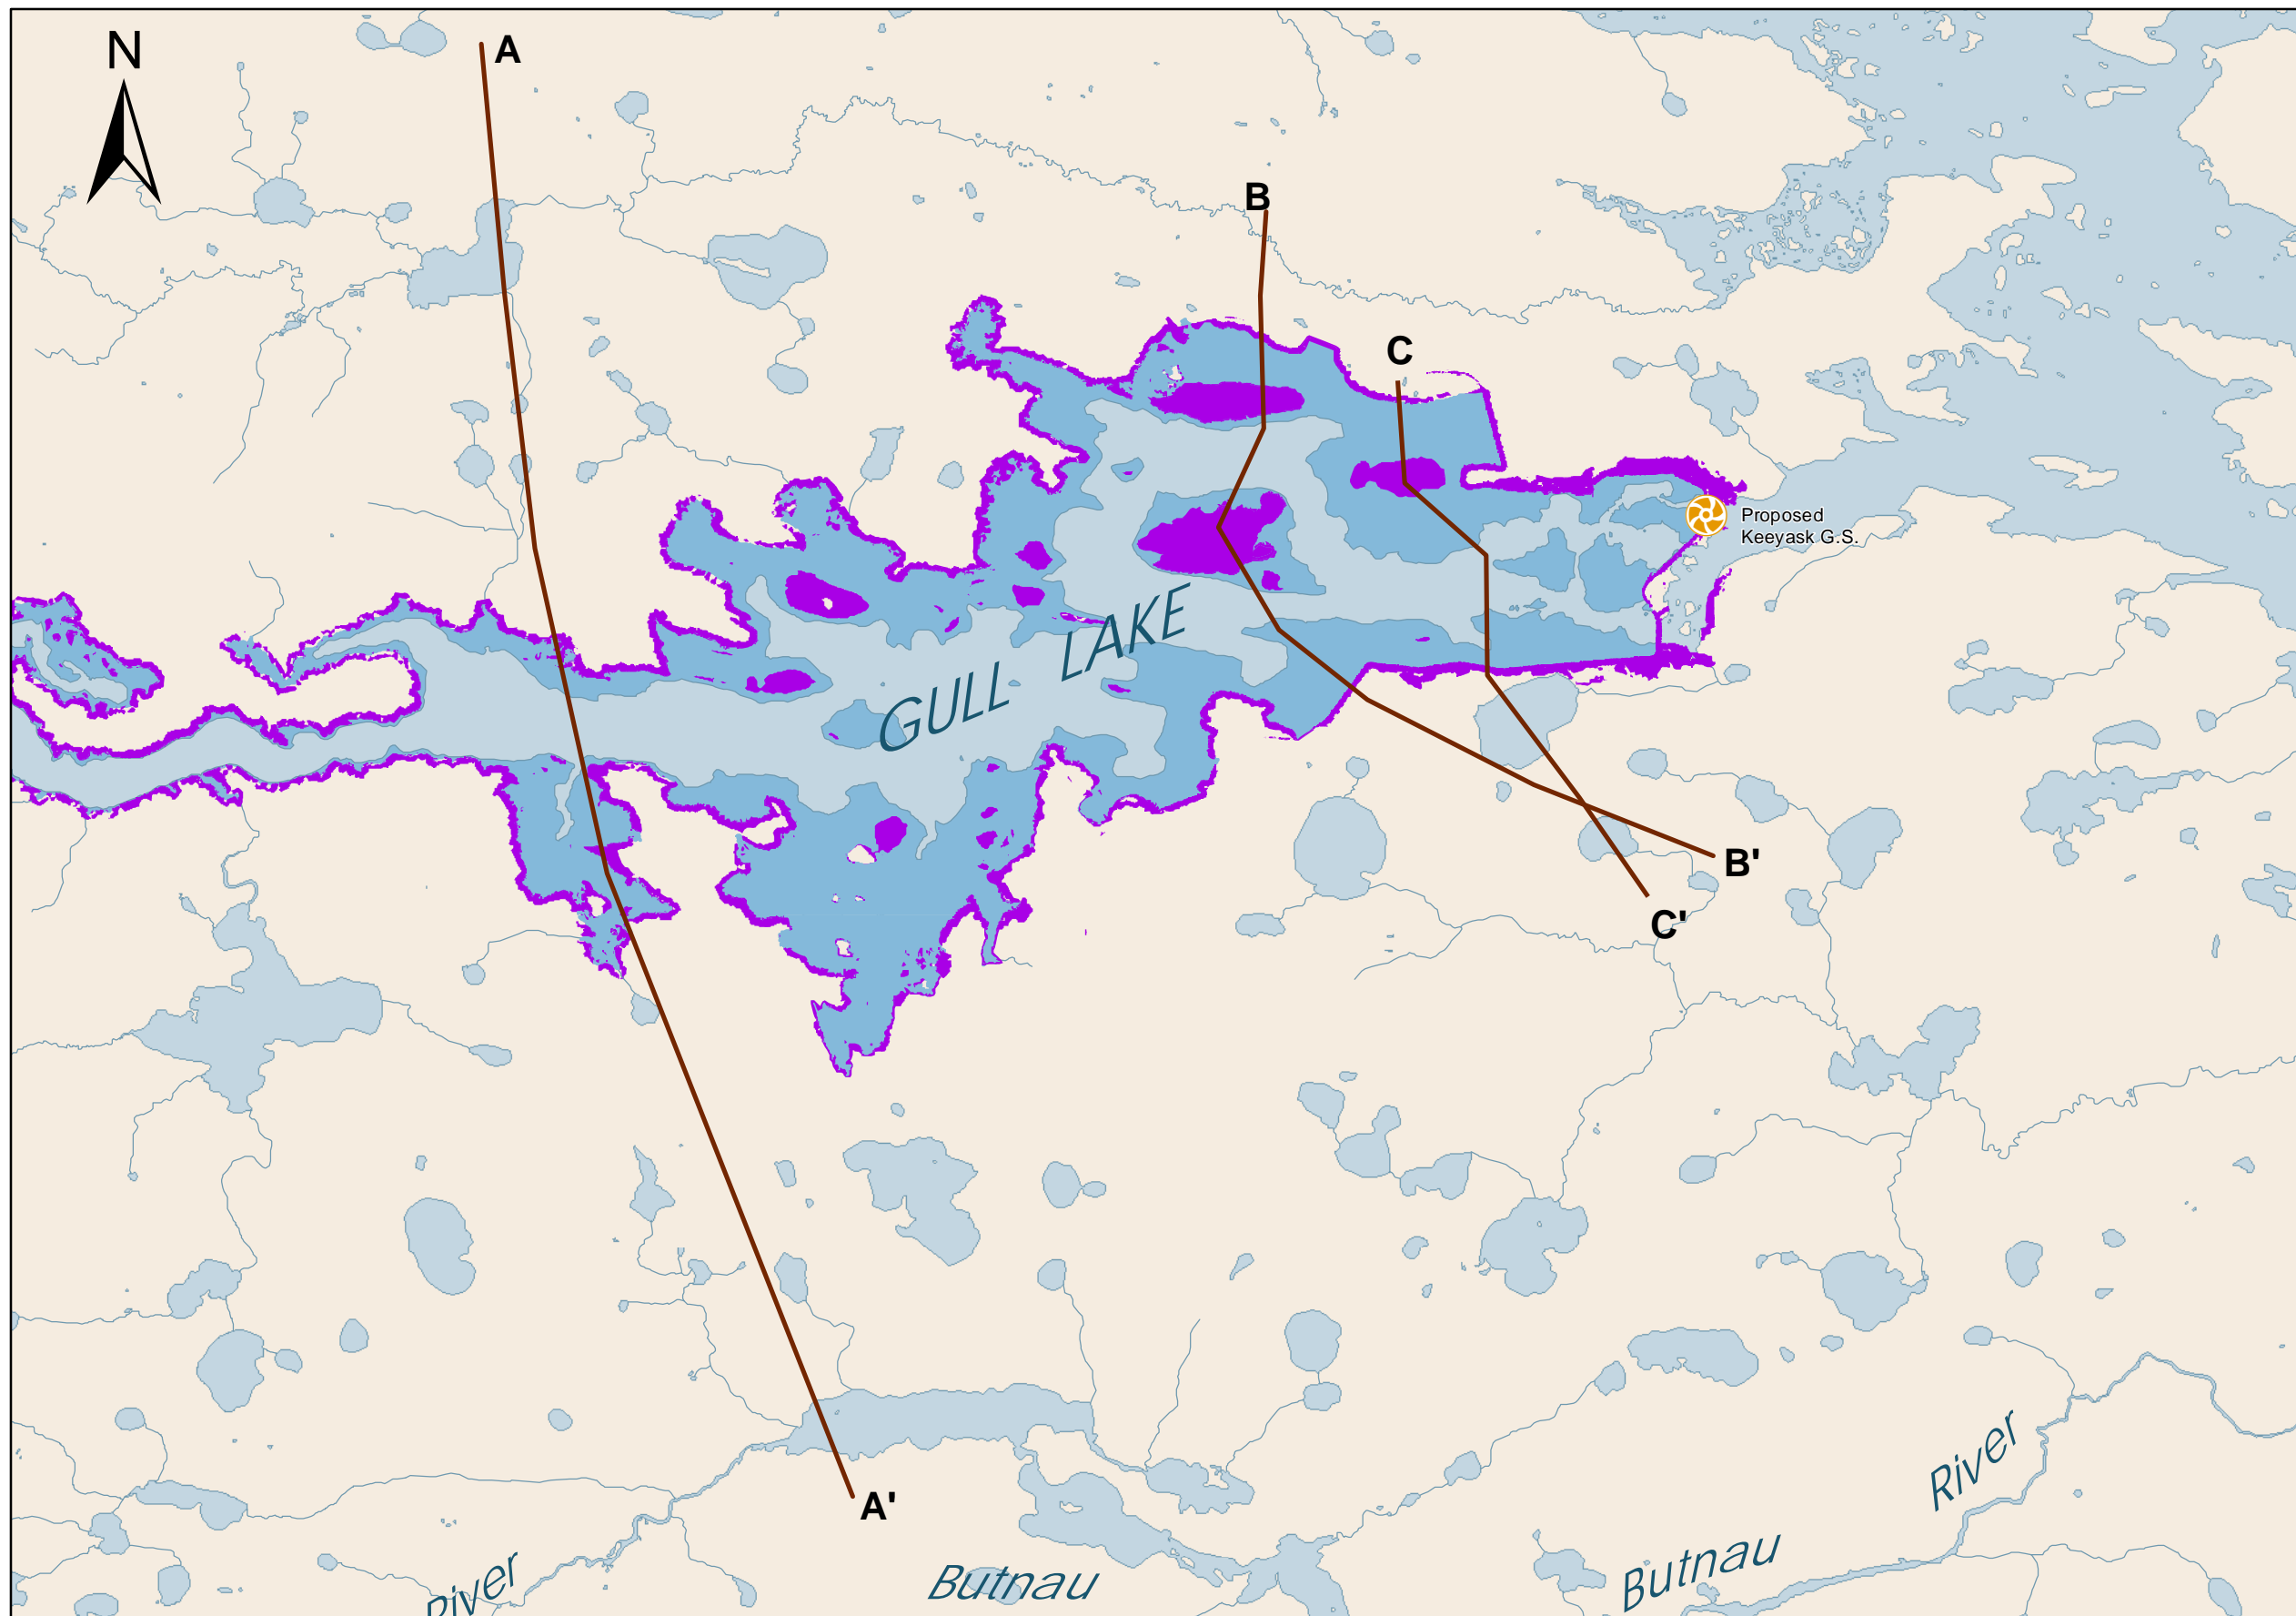 N
A
B
C
Proposed
Keeyask G.S.
GULL LAKE
B'
C'
A'
River
River
Butnau
Butnau